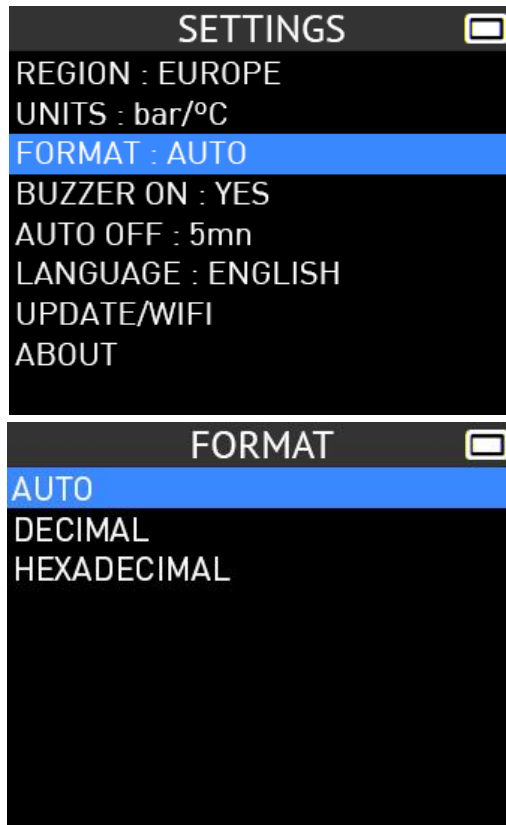 SETTINGS
REGION : EUROPE
UNITS : bar/ºC
FORMAT : AUTO
BUZZER ON : YES
AUTO OFF : 5mn
LANGUAGE : ENGLISH
UPDATE/WIFI
ABOUT
FORMAT
AUTO
DECIMAL
HEXADECIMAL